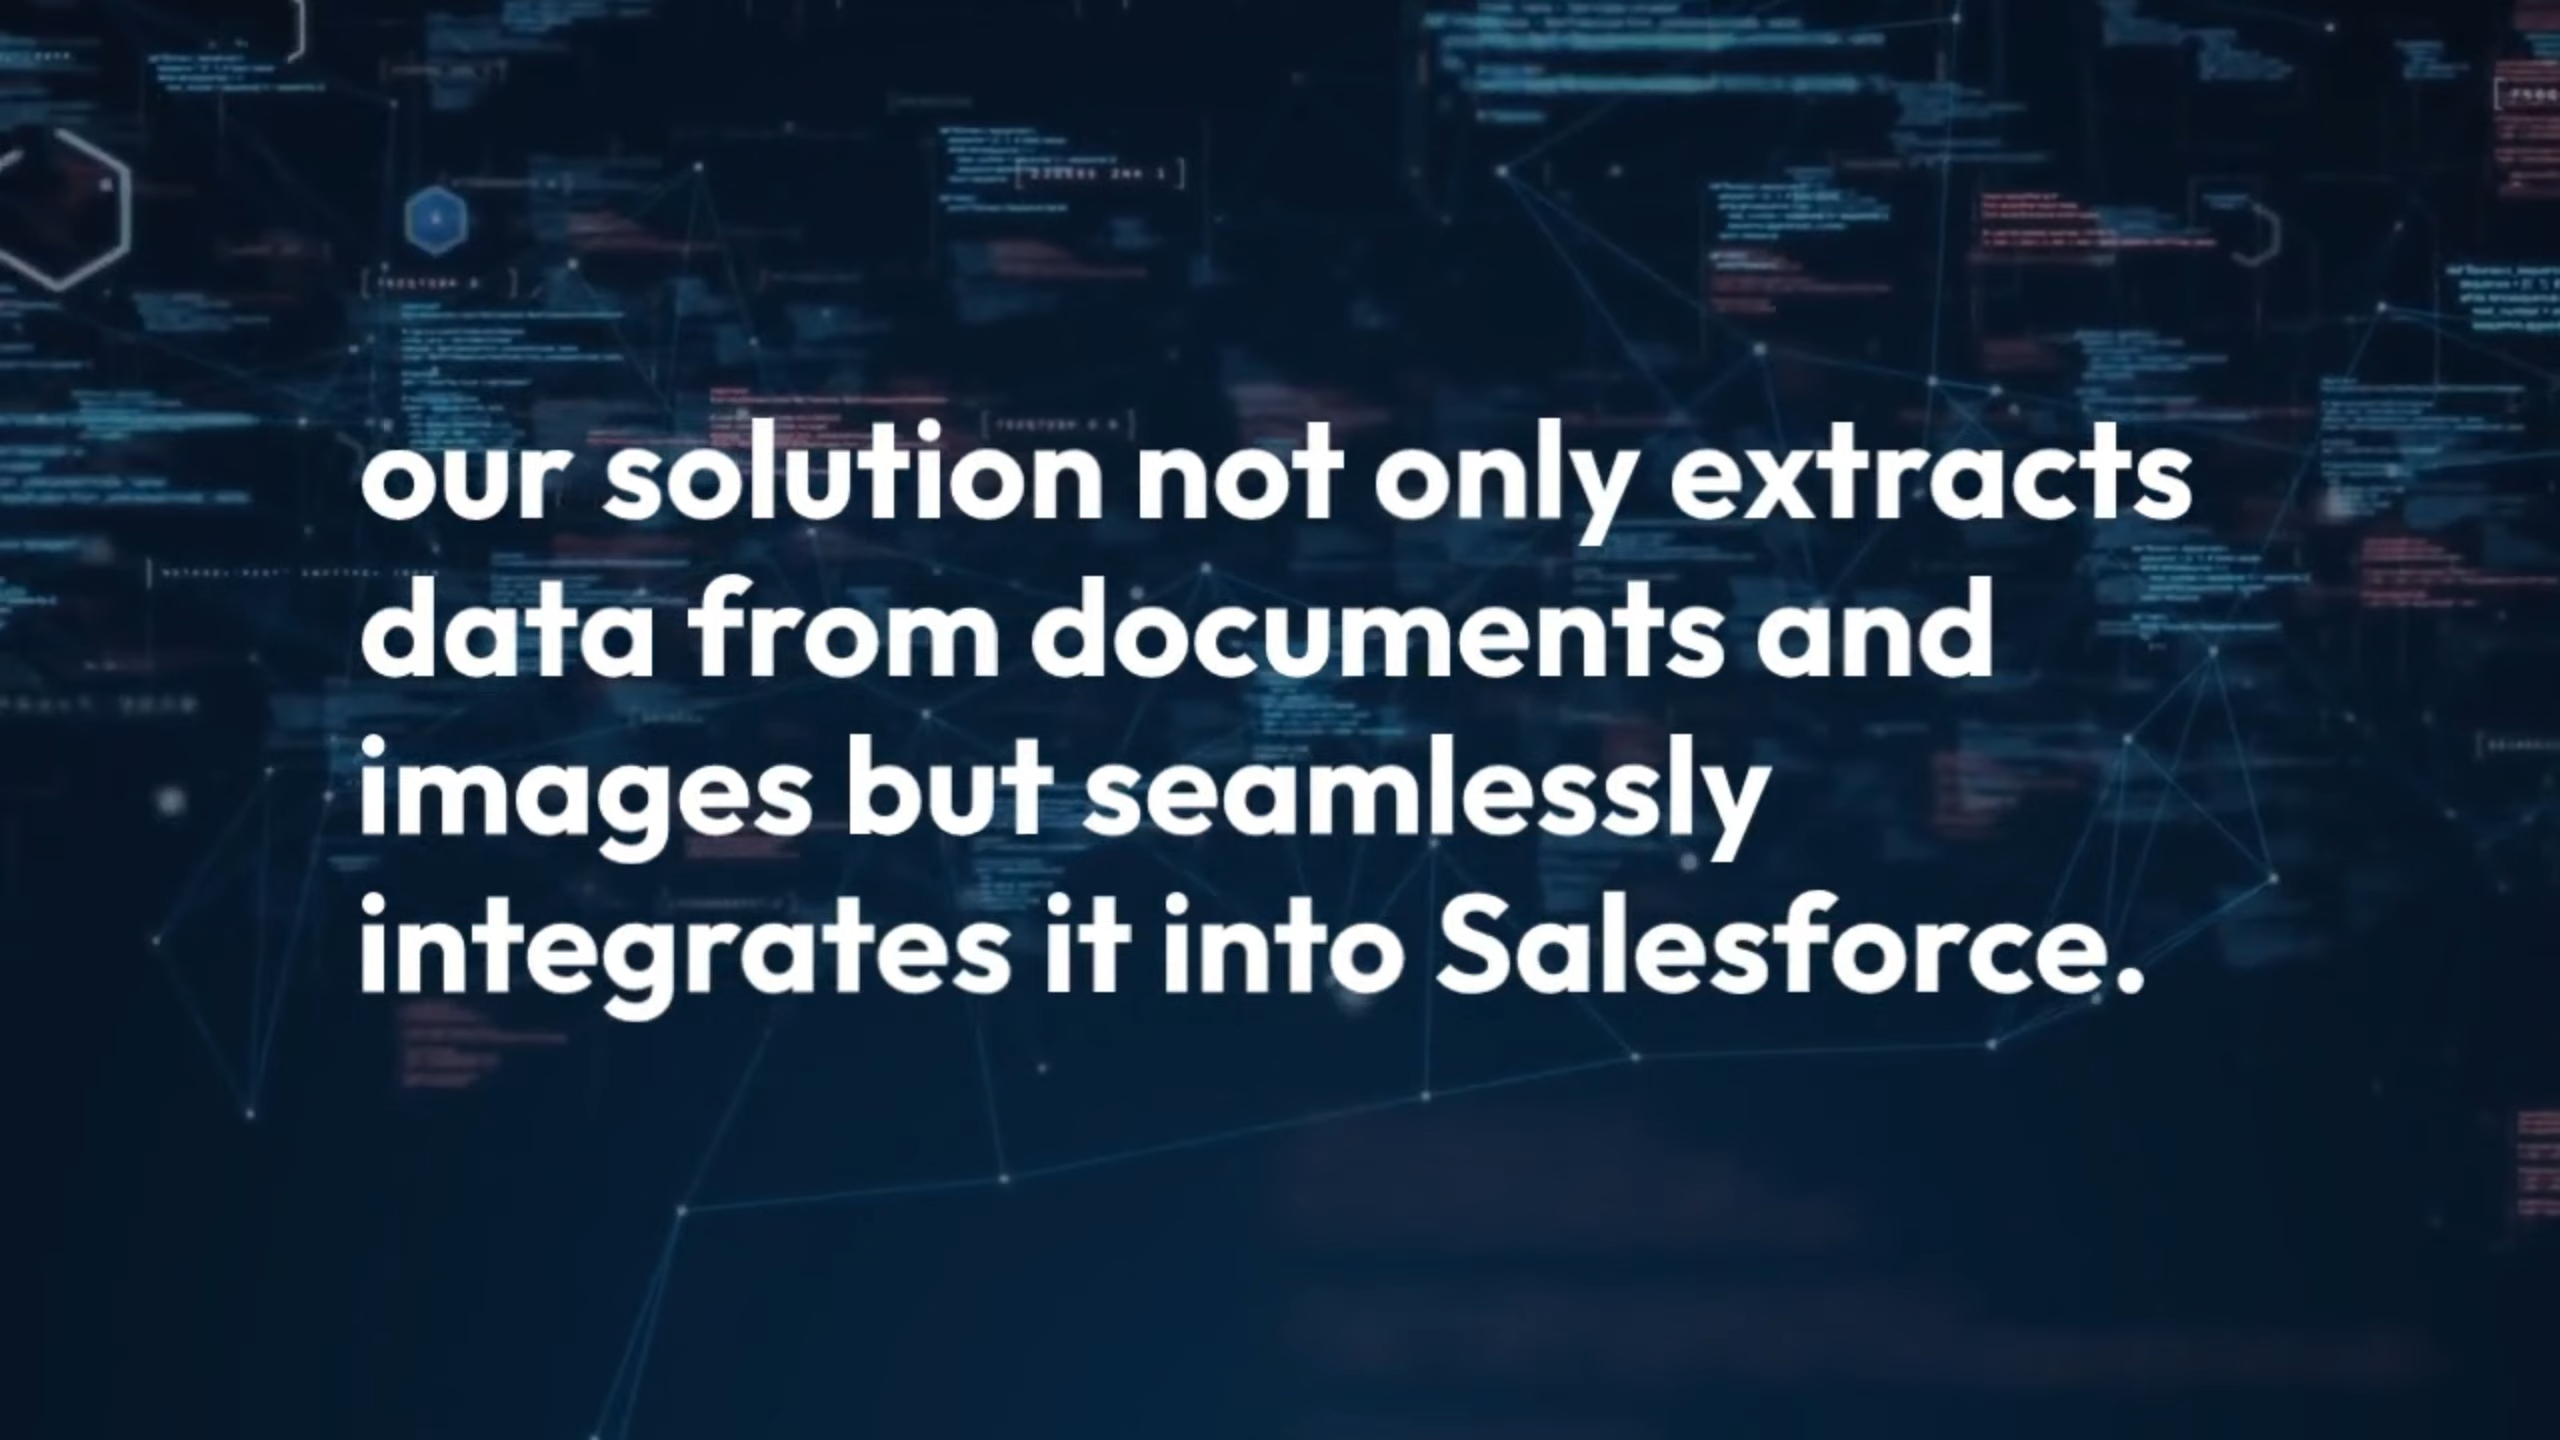 our solution not only extracts
data from documents and
images but seamlessly
integrates it into Salesforce.